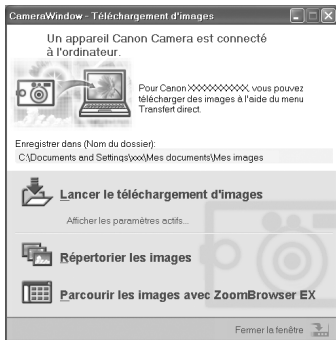 CameraWindow - Téléchargement d'images
Un appareil Canon Camera est connecté
à l'ordinateur.
Pour Canon XXXXXXXXXX, vous pouvez
télécharger des images à l'aide du menu
Transfert direct.
Enregistrer dans (Nom du dossier):
C:\Documents and Settings\xxx\Mes documents\Mes images
Lancer le téléchargement d'images
Afficher les paramètres actifs...
Répertorier les images
Parcourir les images avec ZoomBrowser EX
Fermer la fenêtre